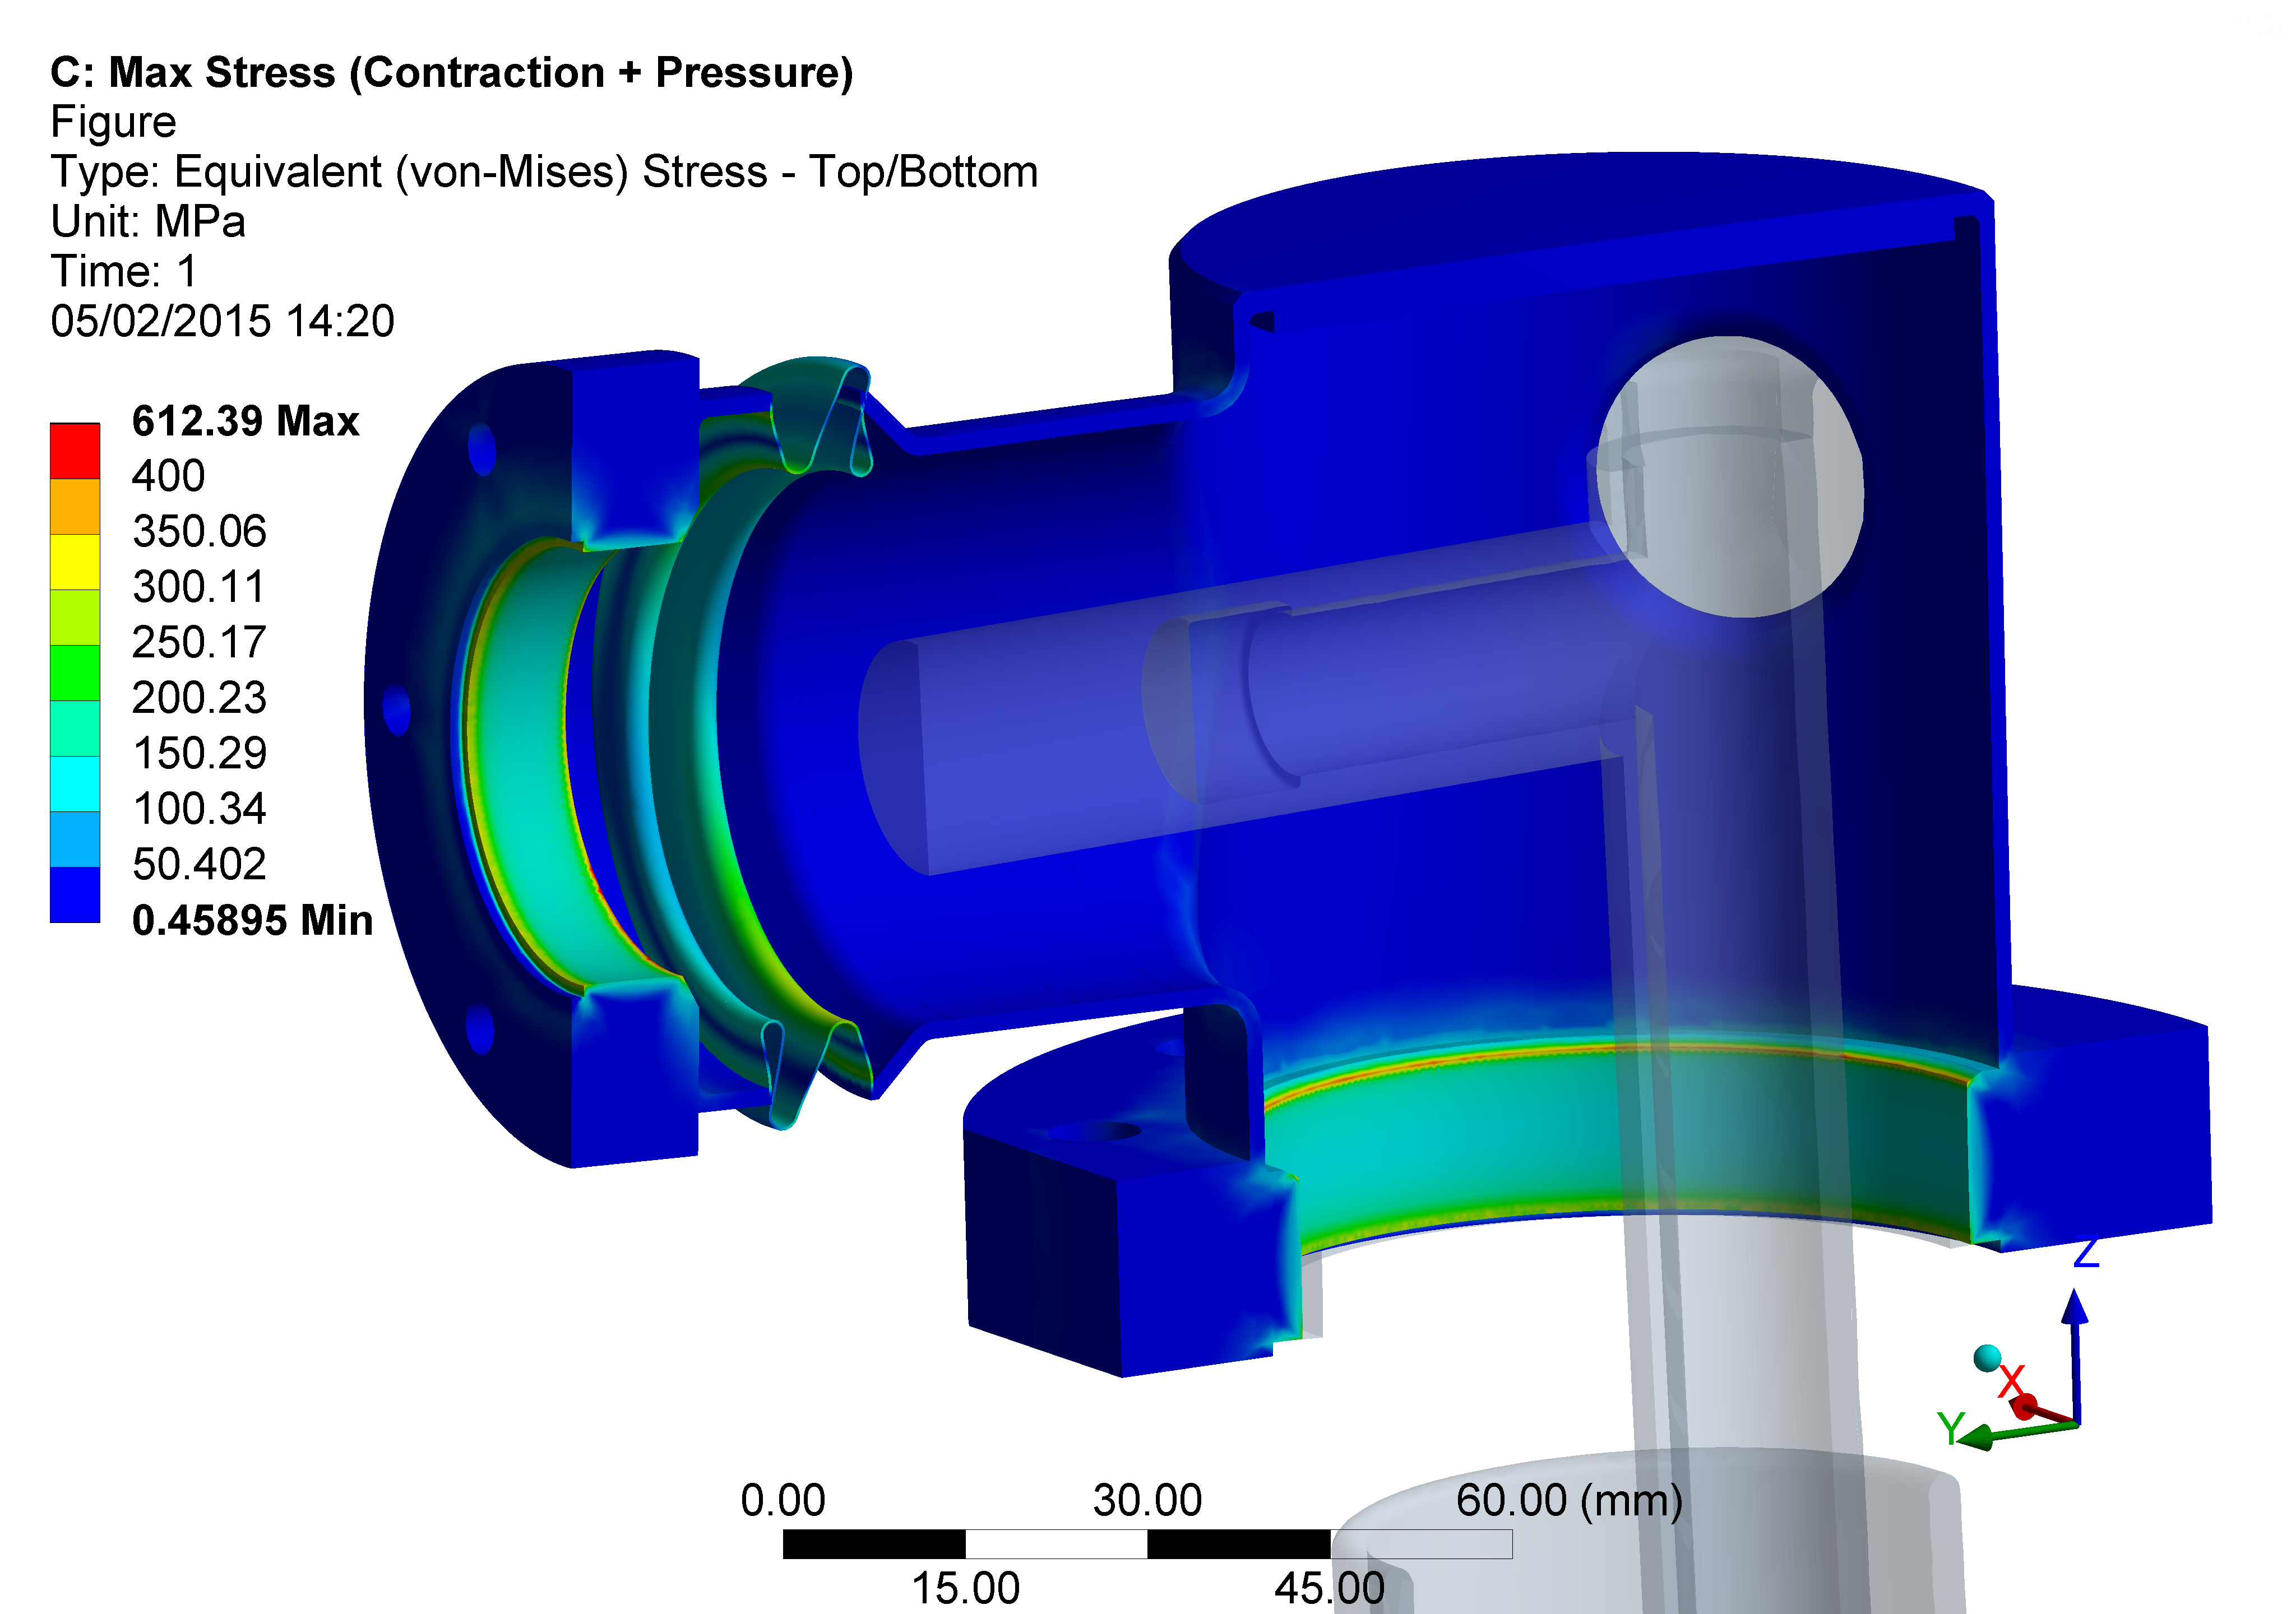 C: Max Stress (Contraction + Pressure)
Figure
Type: Equivalent (von-Mises) Stress - Top/Bottom
Unit: MPa
Time: 1
05/02/2015 14:20
612.39 Max
400
350.06
300.11
250.17
200.23
150.29
100.34
50.402
0.45895 Min
Z
X
Y
0.00 30.00 60.00 (mm)
15.00 45.00